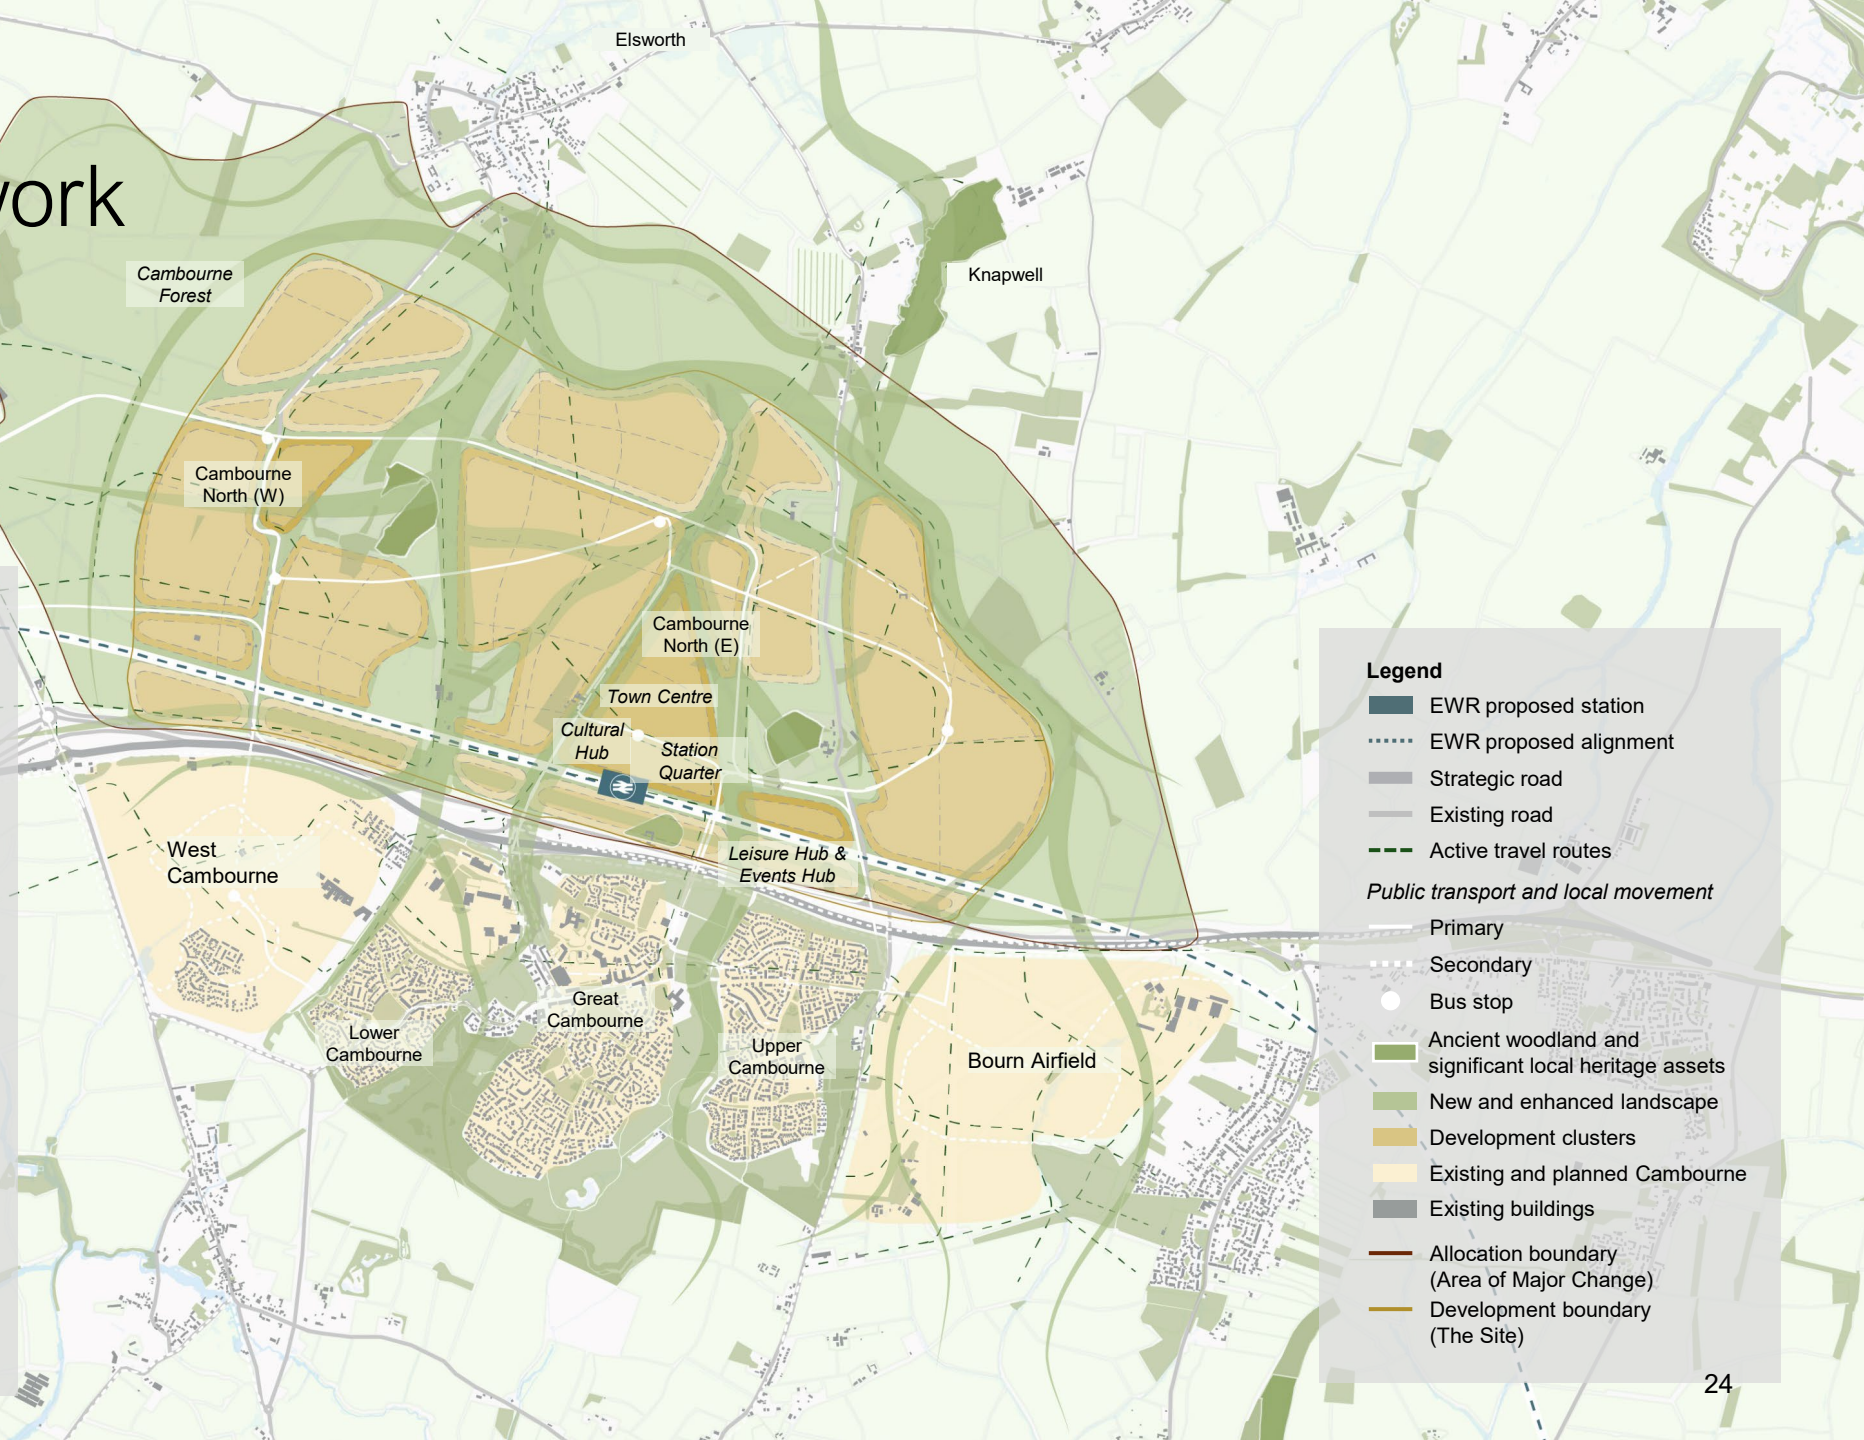 Elsworth
work
Cambourne
Forest
Knapwell
Cambourne
North (W)
Cambourne
North (E)
Town Centre
Cultural
Hub
Station
Quarter
Leisure Hub &
Events Hub
West
Cambourne
Lower
Cambourne
Great
Cambourne
Upper
Cambourne
Bourn Airfield
Legend
EWR proposed station
EWR proposed alignment
Strategic road
Existing road
Active travel routes
Public transport and local movement
Primary
Secondary
Bus stop
Ancient woodland and
significant local heritage assets
New and enhanced landscape
Development clusters
Existing and planned Cambourne
Existing buildings
Allocation boundary
(Area of Major Change)
Development boundary
(The Site)
24